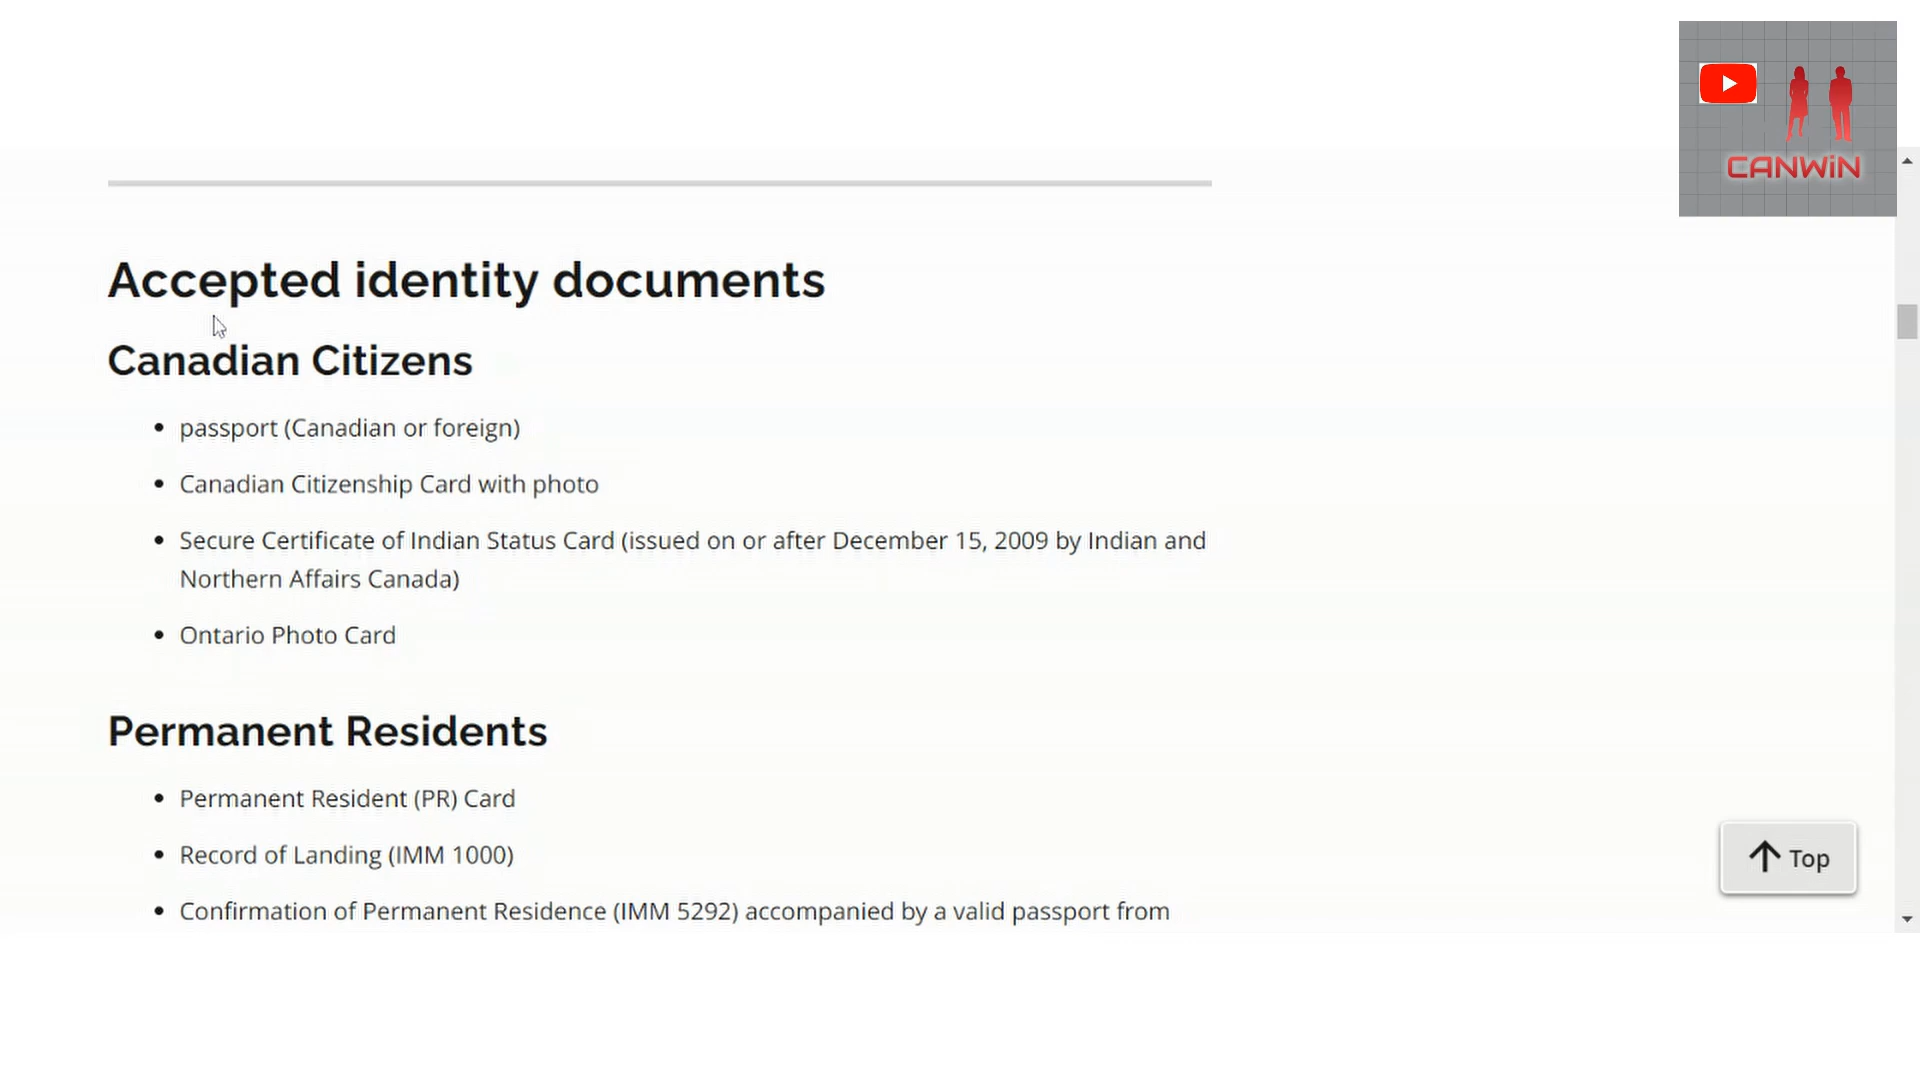 CANWiN
Accepted identity documents
Canadian Citizens
passport (Canadian or foreign)
Canadian Citizenship Card with photo
Secure Certificate of Indian Status Card (issued on or after December 15, 2009 by Indian and
Northern Affairs Canada)
Ontario Photo Card
Permanent Residents
Permanent Resident (PR) Card
Record of Landing (IMM 1000)
Confirmation of Permanent Residence (IMM 5292) accompanied by a valid passport from
Top